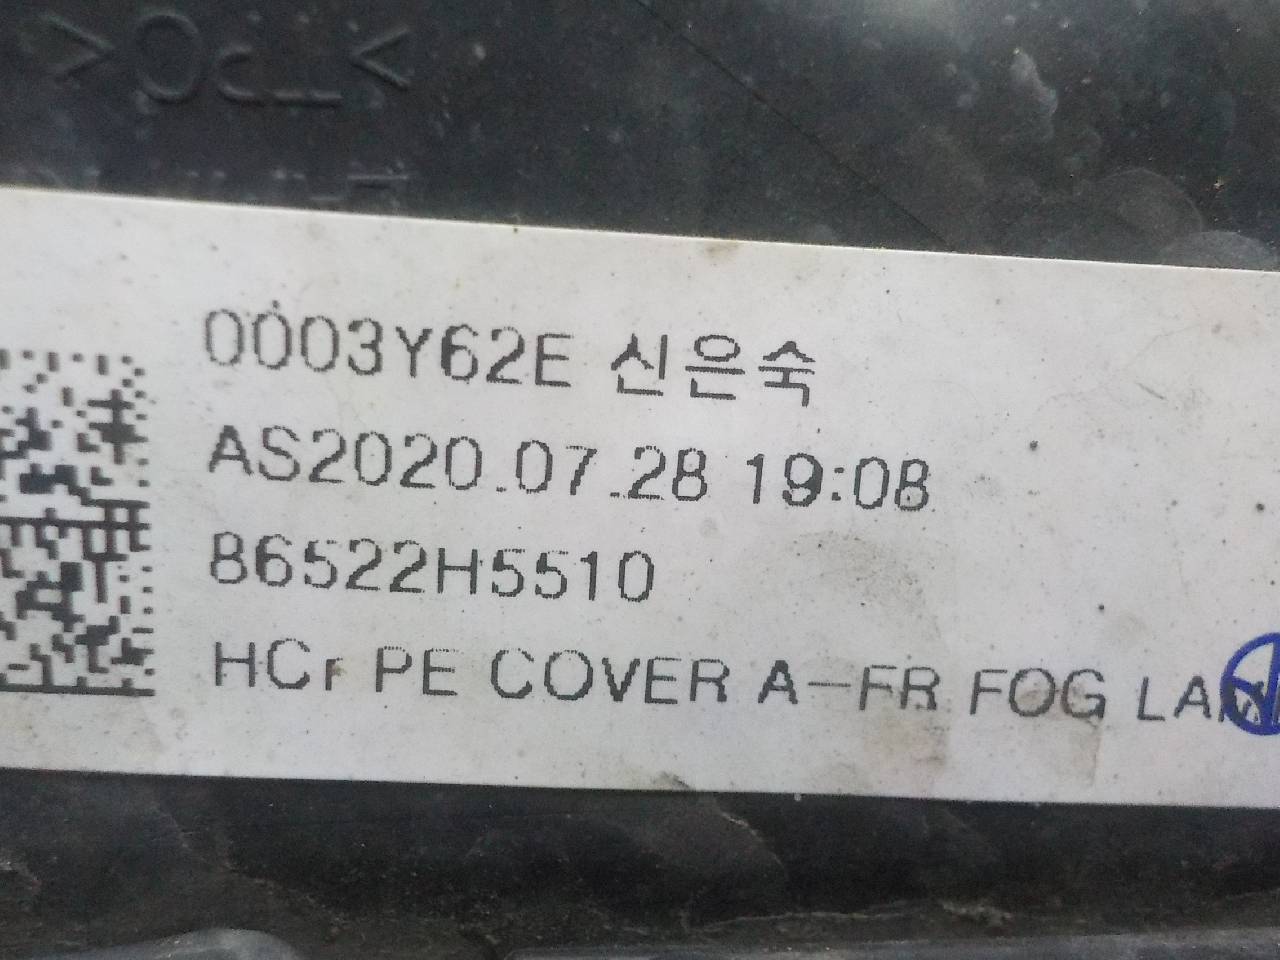 0003Y62E 신은숙
AS2020.07.28 19:08
86522H5510
HCr PE COVER A-FR FOG